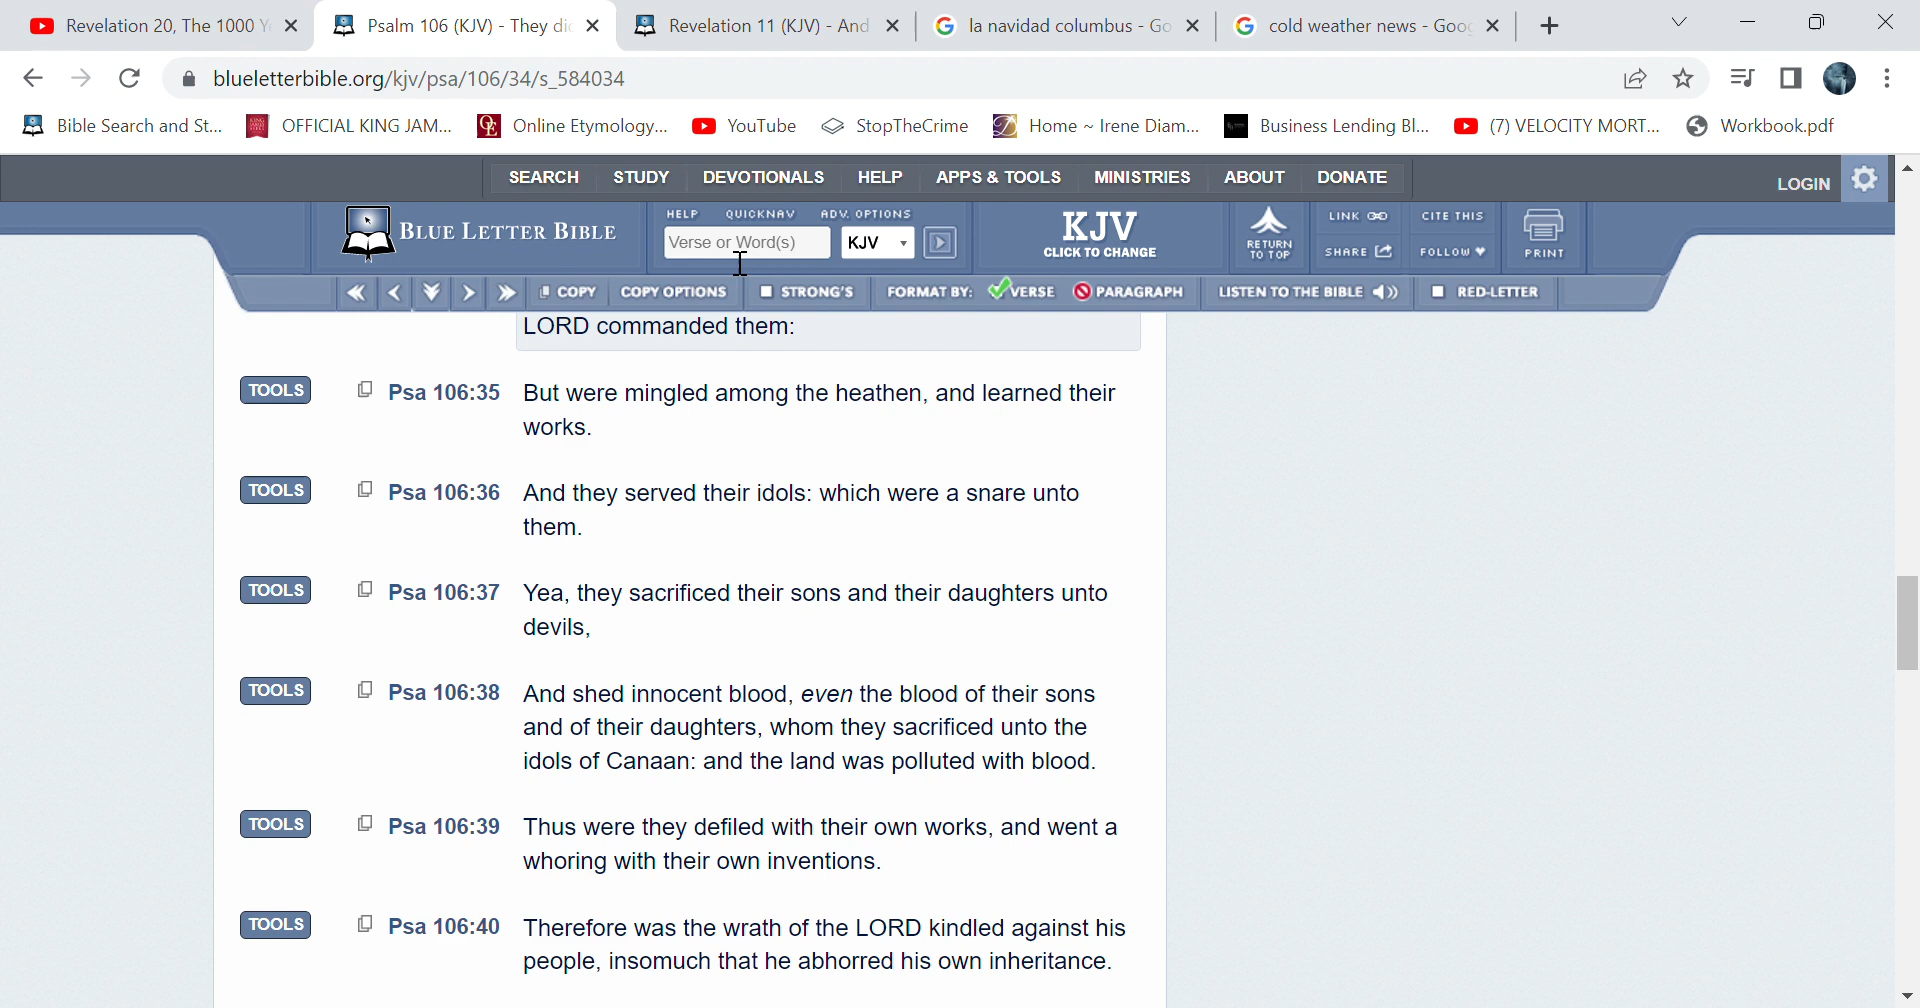 Revelation 20, The 1000 Y
Psalm 106 (KJV) - They di
Revelation 11 (KJV) - And
la navidad columbus - Go
cold weather news - Goog
blueletterbible.org/kjv/psa/106/34/s_584034
Bible Search and St...
OFFICIAL KING JAM...
Online Etymology...
YouTube
StopTheCrime
Home ~ Irene Diam...
Business Lending Bl...
(7) VELOCITY MORT...
Workbook.pdf
SEARCH STUDY DEVOTIONALS HELP APPS & TOOLS MINISTRIES ABOUT DONATE
LOGIN
BLUE LETTER BIBLE
HELP QUICKNAV ADV. OPTIONS
Verse or Word(s)
KJV
KJV
CLICK TO CHANGE
RETURN
TO TOP
LINK
CITE THIS
SHARE
FOLLOW
PRINT
COPY COPY OPTIONS STRONG'S FORMAT BY: VERSE PARAGRAPH LISTEN TO THE BIBLE RED-LETTER
LORD commanded them:
TOOLS Psa 106:35 But were mingled among the heathen, and learned their
works.
TOOLS Psa 106:36 And they served their idols: which were a snare unto
them.
TOOLS Psa 106:37 Yea, they sacrificed their sons and their daughters unto
devils,
TOOLS Psa 106:38 And shed innocent blood, even the blood of their sons
and of their daughters, whom they sacrificed unto the
idols of Canaan: and the land was polluted with blood.
TOOLS Psa 106:39 Thus were they defiled with their own works, and went a
whoring with their own inventions.
TOOLS Psa 106:40 Therefore was the wrath of the LORD kindled against his
people, insomuch that he abhorred his own inheritance.